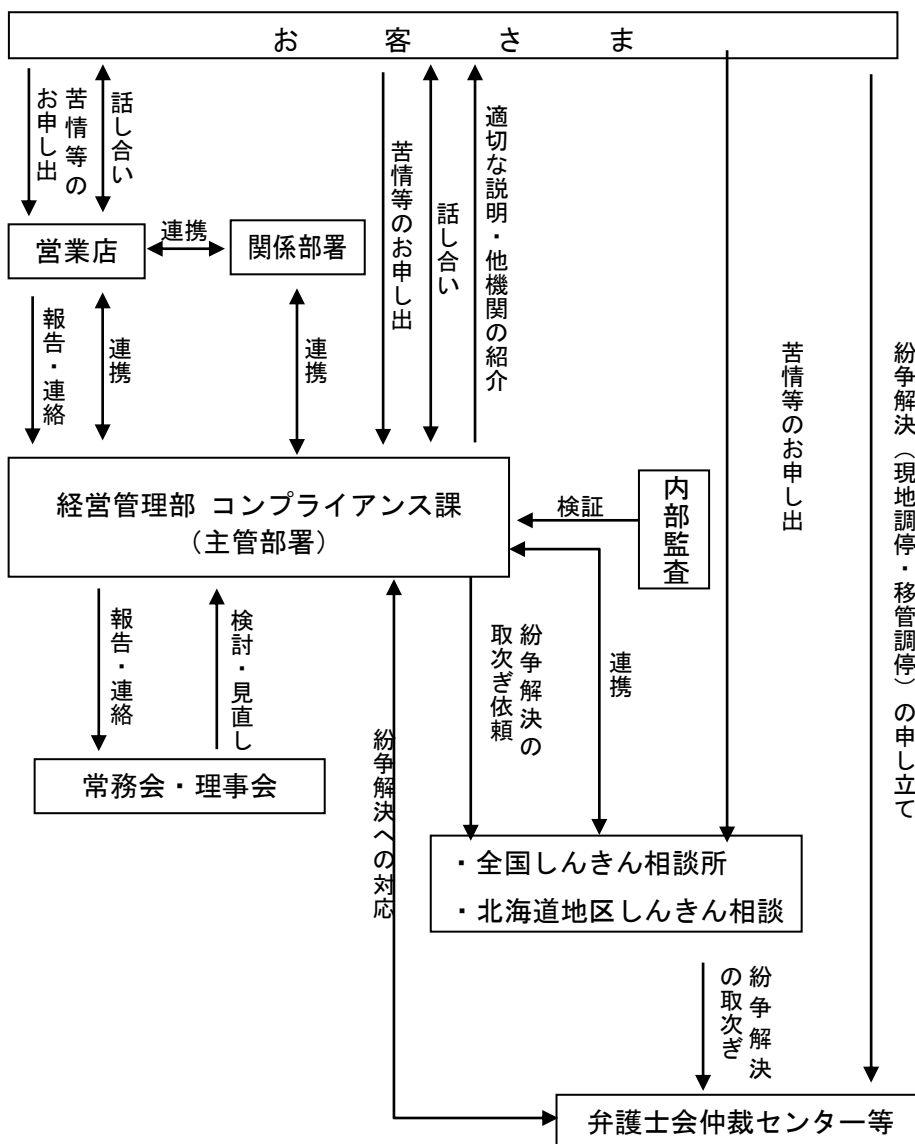 お客さま
苦情等の
お申し出
話し合い
苦情等のお申し出
話し合い
適切な説明・他機関の紹介
営業店
連携
関係部署
報告・連絡
連携
連携
苦情等のお申し出
紛争解決（現地調停・移管調停）の申し立て
経営管理部 コンプライアンス課
（主管部署）
検証
内部監査
報告・連絡
検討・見直し
紛争解決の
取次ぎ依頼
連携
常務会・理事会
紛争解決への対応
・全国しんきん相談所
・北海道地区しんきん相談
紛争解決
の取次ぎ
弁護士会仲裁センター等